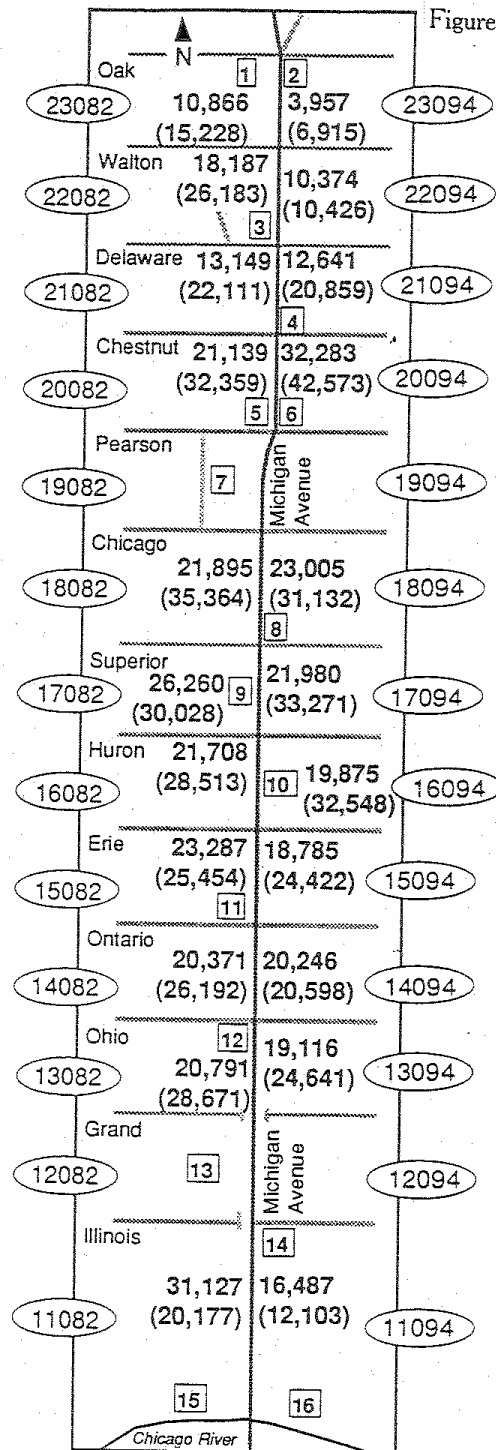 Figure
N
Oak 1 2
23082 10,866 3,957 23094
(15,228) (6,915)
Walton 18,187 10,374
22082 (26,183) (10,426) 22094
3
Delaware 13,149 12,641
21082 (22,111) (20,859) 21094
4
Chestnut 21,139 32,283
20082 (32,359) (42,573) 20094
5 6
Pearson
19082 7 Michigan Avenue 19094
Chicago
21,895 23,005
18082 (35,364) (31,132) 18094
8
Superior
17082 26,260 9 21,980 17094
(30,028) (33,271)
Huron 21,708
16082 (28,513) 10 19,875 16094
(32,548)
Erie 23,287 18,785
15082 (25,454) (24,422) 15094
11
Ontario
20,371 20,246
14082 (26,192) (20,598) 14094
Ohio 12
13082 20,791 19,116 13094
(28,671) (24,641)
Grand
12082 13 Michigan Avenue 12094
Illinois
14
31,127 16,487
11082 (20,177) (12,103) 11094
15 16
Chicago River